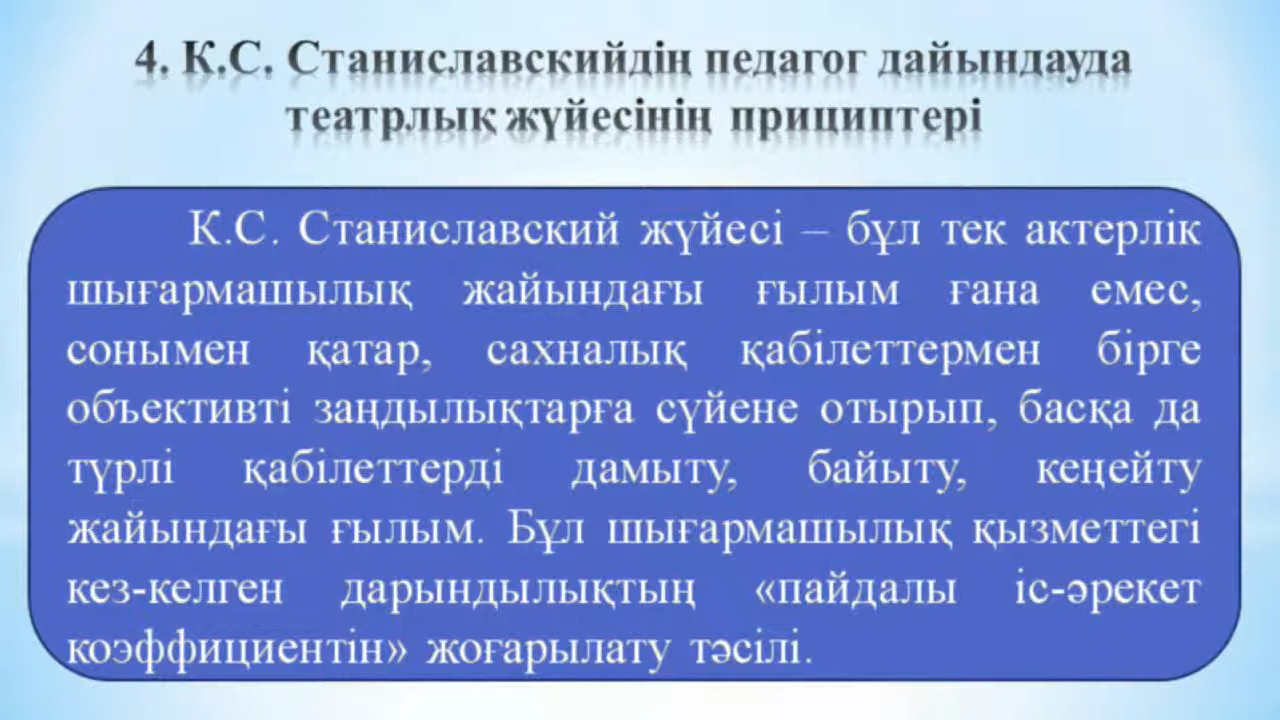 4. К.С. Станиславскийдің педагог дайындауда
театрлық жүйесінің прициптері
К.С. Станиславский жүйесі – бұл тек актерлік
шығармашылық жайындағы ғылым ғана емес,
сонымен қатар, сахналық қабілеттермен бірге
объективті заңдылықтарға сүйене отырып, басқа да
түрлі қабілеттерді дамыту, байыту, кеңейту
жайындағы ғылым. Бұл шығармашылық қызметтегі
кез-келген дарындылықтың «пайдалы іс-әрекет
коэффициентін» жоғарылату тәсілі.